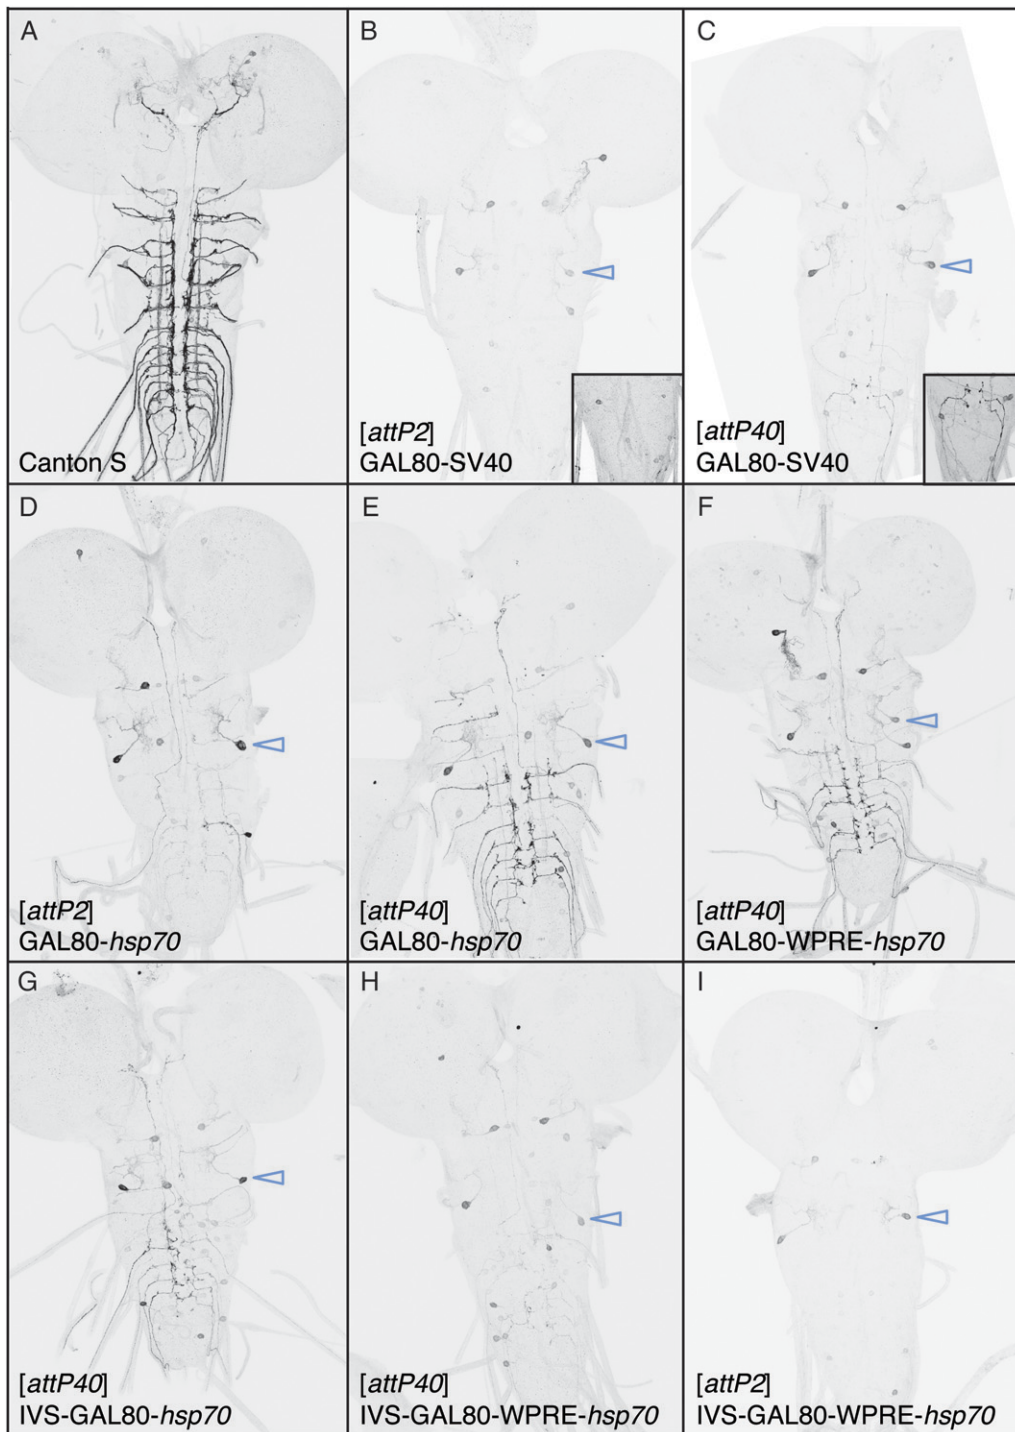 A
Canton S
B
[attP2]
GAL80-SV40
C
[attP40]
GAL80-SV40
D
[attP2]
GAL80-hsp70
E
[attP40]
GAL80-hsp70
F
[attP40]
GAL80-WPRE-hsp70
G
[attP40]
IVS-GAL80-hsp70
H
[attP40]
IVS-GAL80-WPRE-hsp70
I
[attP2]
IVS-GAL80-WPRE-hsp70